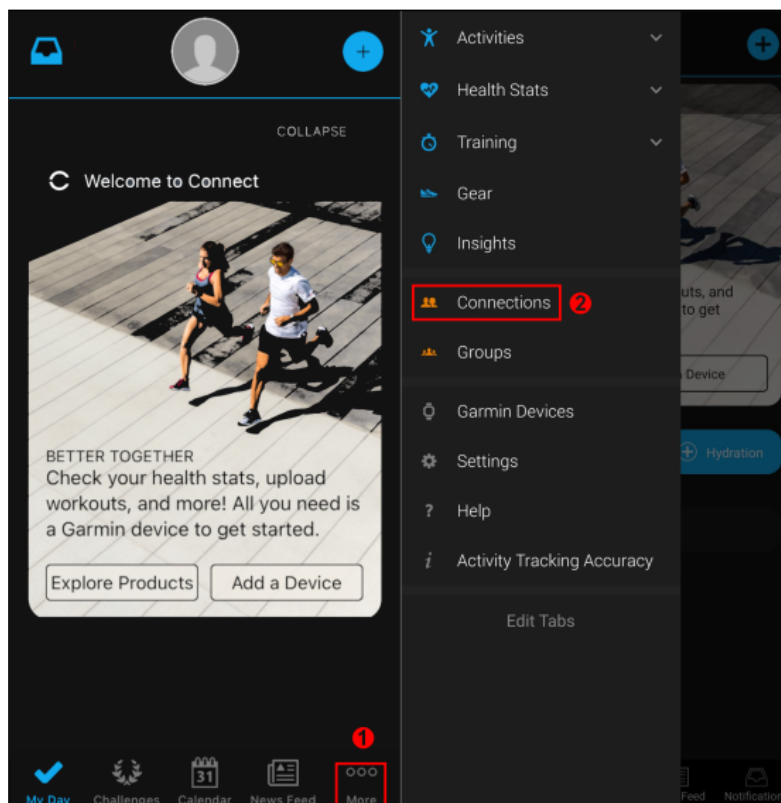 COLLAPSE
Welcome to Connect
BETTER TOGETHER
Check your health stats, upload
workouts, and more! All you need is
a Garmin device to get started.
Explore Products
Add a Device
1
31
My Day
Challenges
Calendar
News Feed
More
Activities
Health Stats
Training
Gear
Insights
Connections
2
Groups
Garmin Devices
Settings
?
Help
i
Activity Tracking Accuracy
Edit Tabs
uts, and
to get
Device
Hydration
Feed
Notification